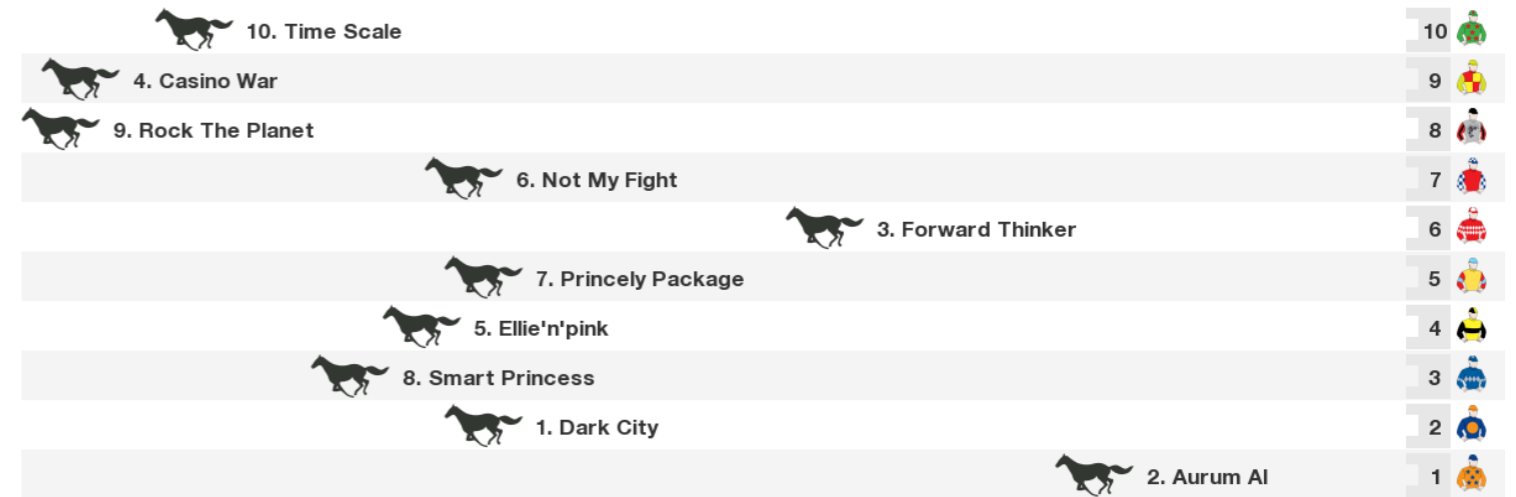 10. Time Scale 10
4. Casino War 9
9. Rock The Planet 8
6. Not My Fight 7
3. Forward Thinker 6
7. Princely Package 5
5. Ellie'n'pink 4
8. Smart Princess 3
1. Dark City 2
2. Aurum Al 1